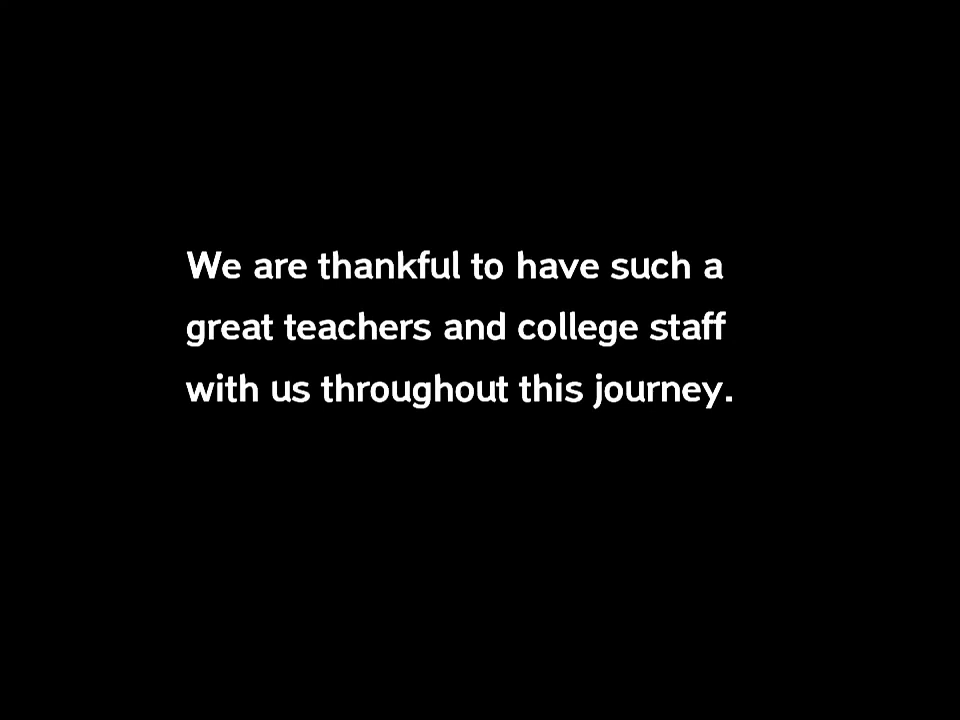 We are thankful to have such a
great teachers and college staff
with us throughout this journey.